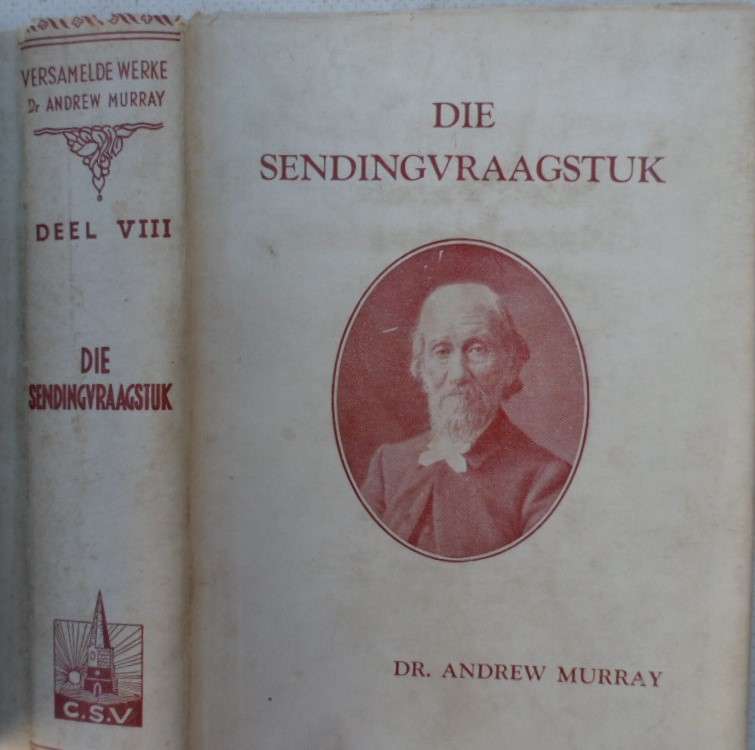 VERSAMELDE WERKE
Dr ANDREW MURRAY
DEEL VIII
DIE
SENDINGVRAAGSTUK
C.S.V
DIE
SENDINGVRAAGSTUK
DR. ANDREW MURRAY